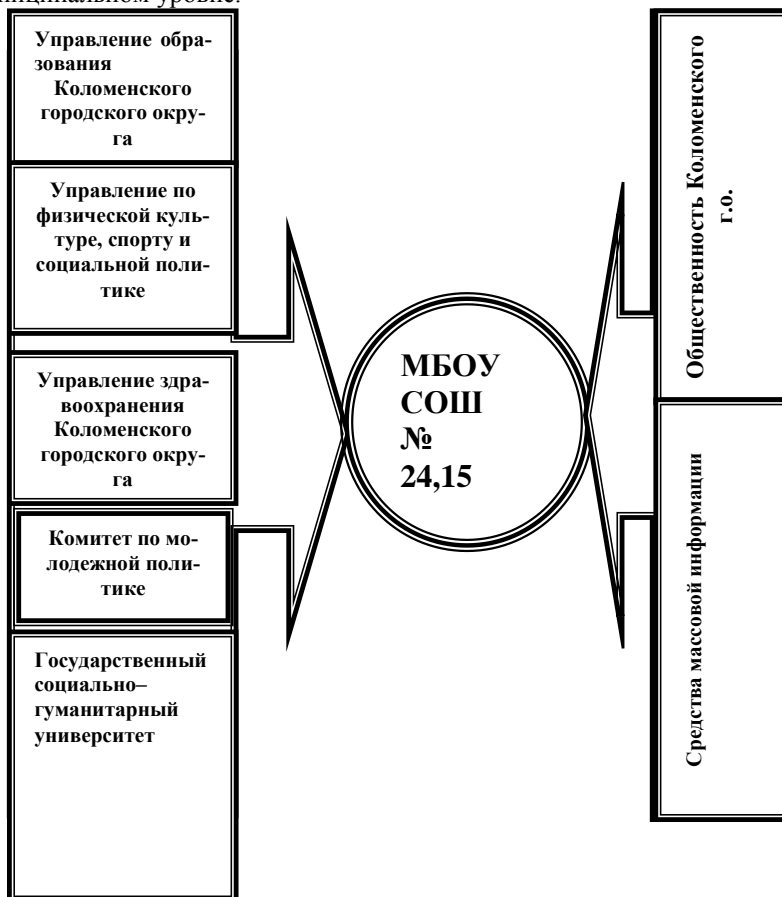 Управление обра-
зования
Коломенского
городского окру-
га
Управление по
физической куль-
туре, спорту и
социальной поли-
тике
Управление здра-
воохранения
Коломенского
городского окру-
га
Комитет по мо-
лодежной поли-
тике
Государственный
социально–
гуманитарный
университет
МБОУ
СОШ
№
24,15
Общественность Коломенского
г.о.
Средства массовой информации